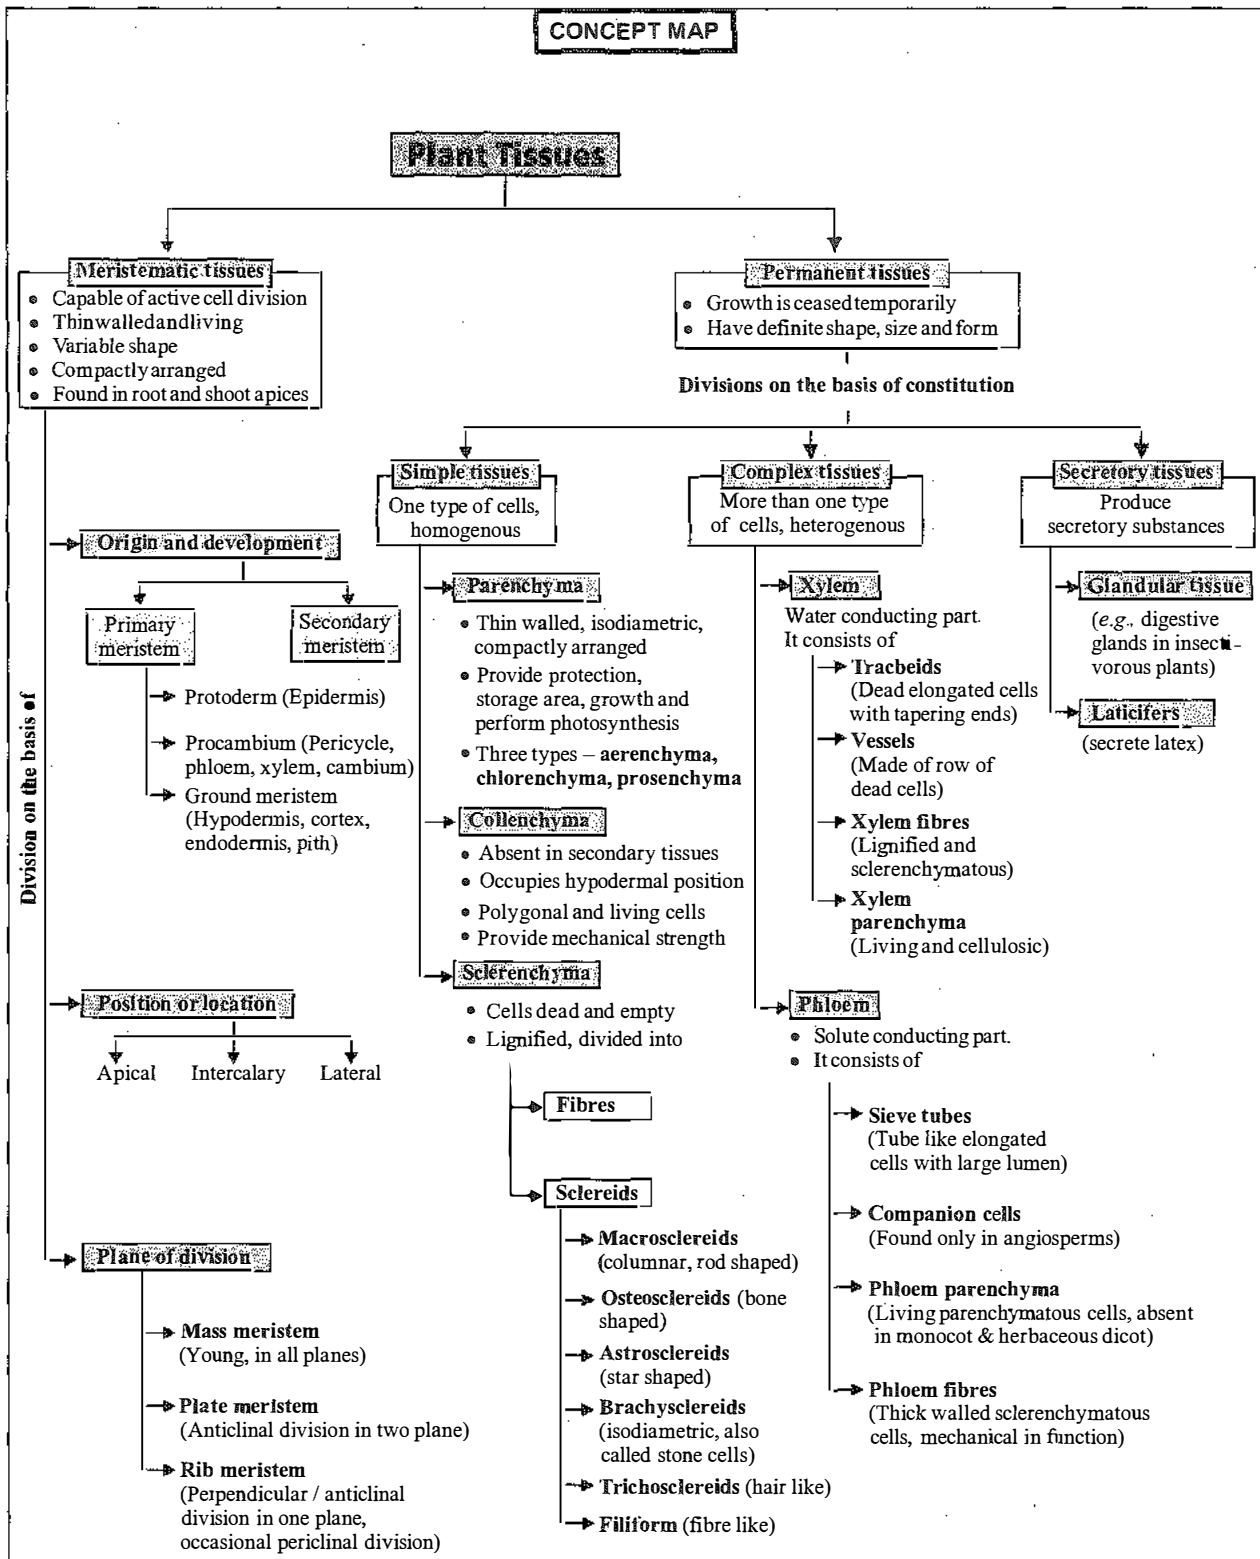 CONCEPT MAP
Plant Tissues
Meristematic tissues
• Capable of active cell division
• Thinwalledandliving
• Variable shape
• Compactly arranged
• Found in root and shoot apices
Division on the basis of
Origin and development
Primary
meristem
Secondary
meristem
Protoderm (Epidermis)
Procambium (Pericycle,
phloem, xylem, cambium)
Ground meristem
(Hypodermis, cortex,
endodermis, pith)
Position or location
Apical
Intercalary
Lateral
Plane of division
Mass meristem
(Young, in all planes)
Plate meristem
(Anticlinal division in two plane)
Rib meristem
(Perpendicular / anticlinal
division in one plane,
occasional periclinal division)
Permanent tissues
• Growth is ceased temporarily
• Have definite shape, size and form
Divisions on the basis of constitution
Simple tissues
One type of cells,
homogenous
Parenchyma
• Thin walled, isodiametric,
compactly arranged
• Provide protection,
storage area, growth and
perform photosynthesis
• Three types – aerenchyma,
chlorenchyma, prosenchyma
Collenchyma
• Absent in secondary tissues
• Occupies hypodermal position
• Polygonal and living cells
• Provide mechanical strength
Sclerenchyma
• Cells dead and empty
• Lignified, divided into
Fibres
Sclereids
Macrosclereids
(columnar, rod shaped)
Osteosclereids (bone
shaped)
Astrosclereids
(star shaped)
Brachysclereids
(isodiametric, also
called stone cells)
Trichosclereids (hair like)
Filiform (fibre like)
Complex tissues
More than one type
of cells, heterogenous
Xylem
Water conducting part.
It consists of
Tracbeids
(Dead elongated cells
with tapering ends)
Vessels
(Made of row of
dead cells)
Xylem fibres
(Lignified and
sclerenchymatous)
Xylem
parenchyma
(Living and cellulosic)
Phloem
• Solute conducting part.
• It consists of
Sieve tubes
(Tube like elongated
cells with large lumen)
Companion cells
(Found only in angiosperms)
Phloem parenchyma
(Living parenchymatous cells, absent
in monocot & herbaceous dicot)
Phloem fibres
(Thick walled sclerenchymatous
cells, mechanical in function)
Secretory tissues
Produce
secretory substances
Glandular tissue
(e.g., digestive
glands in insecti-
vorous plants)
Laticifers
(secrete latex)